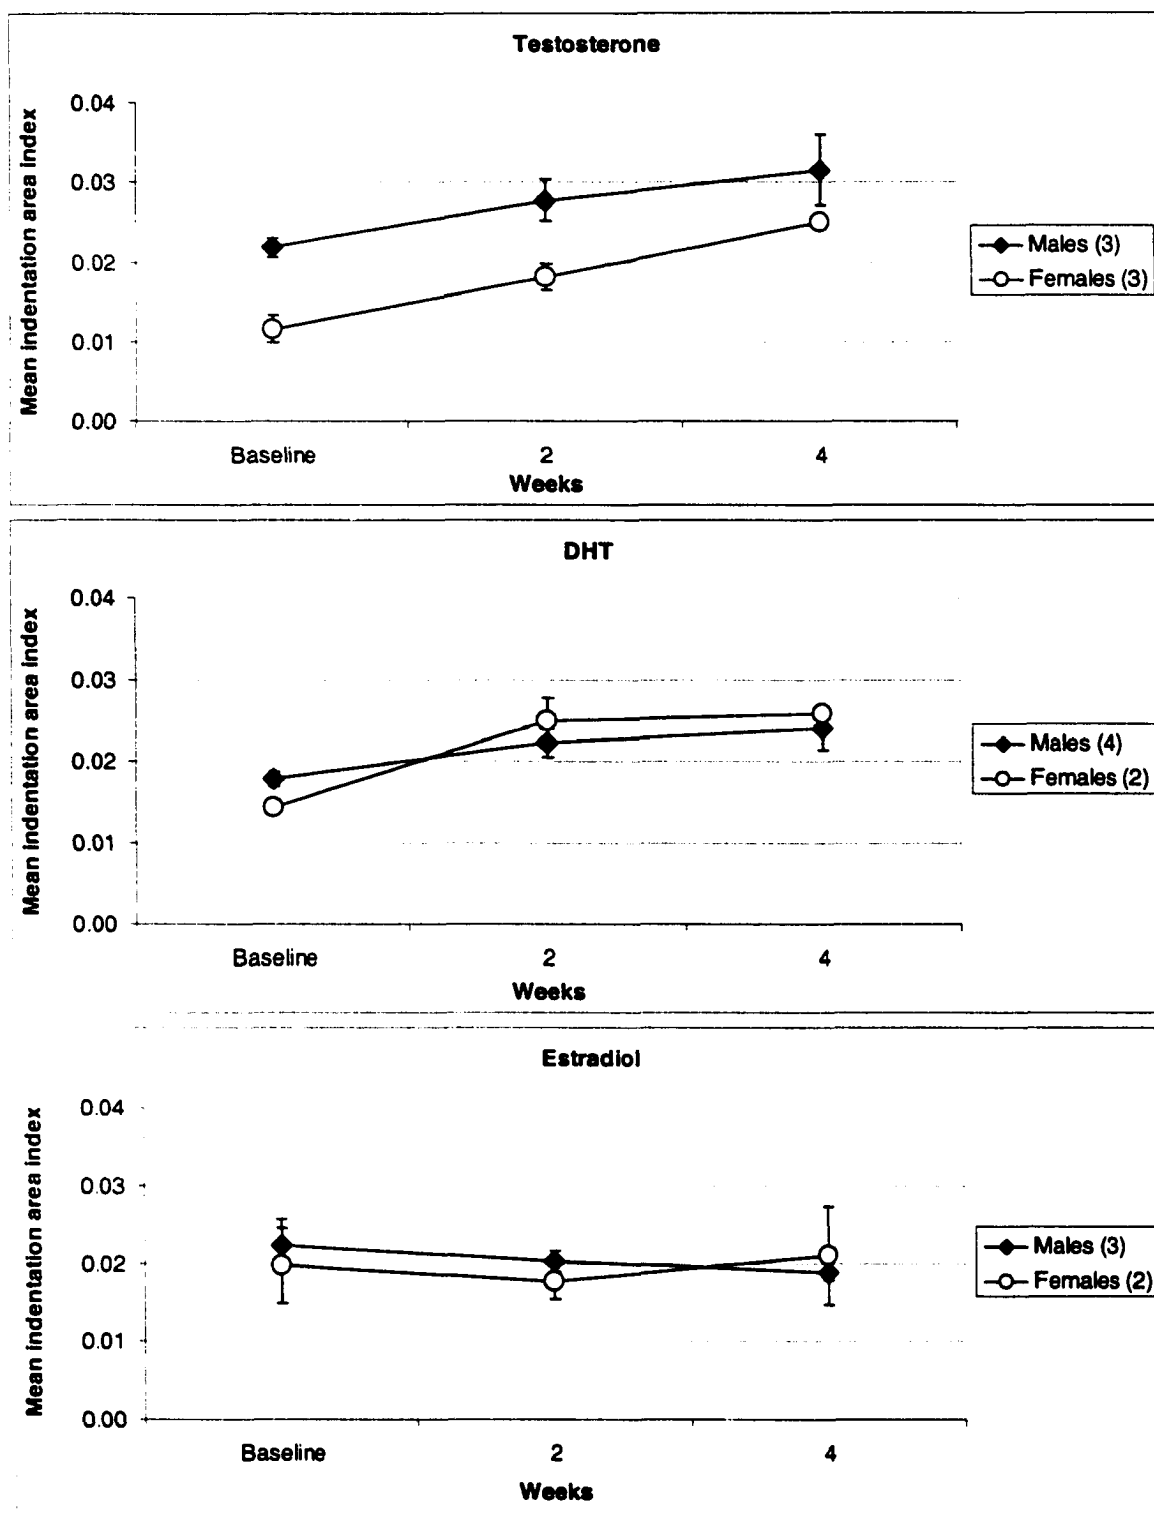 Testosterone
Mean indentation area index
0.04
0.03
0.02
0.01
0.00
Baseline 2 4
Weeks
Males (3)
Females (3)
DHT
Mean indentation area index
0.04
0.03
0.02
0.01
0.00
Baseline 2 4
Weeks
Males (4)
Females (2)
Estradiol
Mean indentation area index
0.04
0.03
0.02
0.01
0.00
Baseline 2 4
Weeks
Males (3)
Females (2)